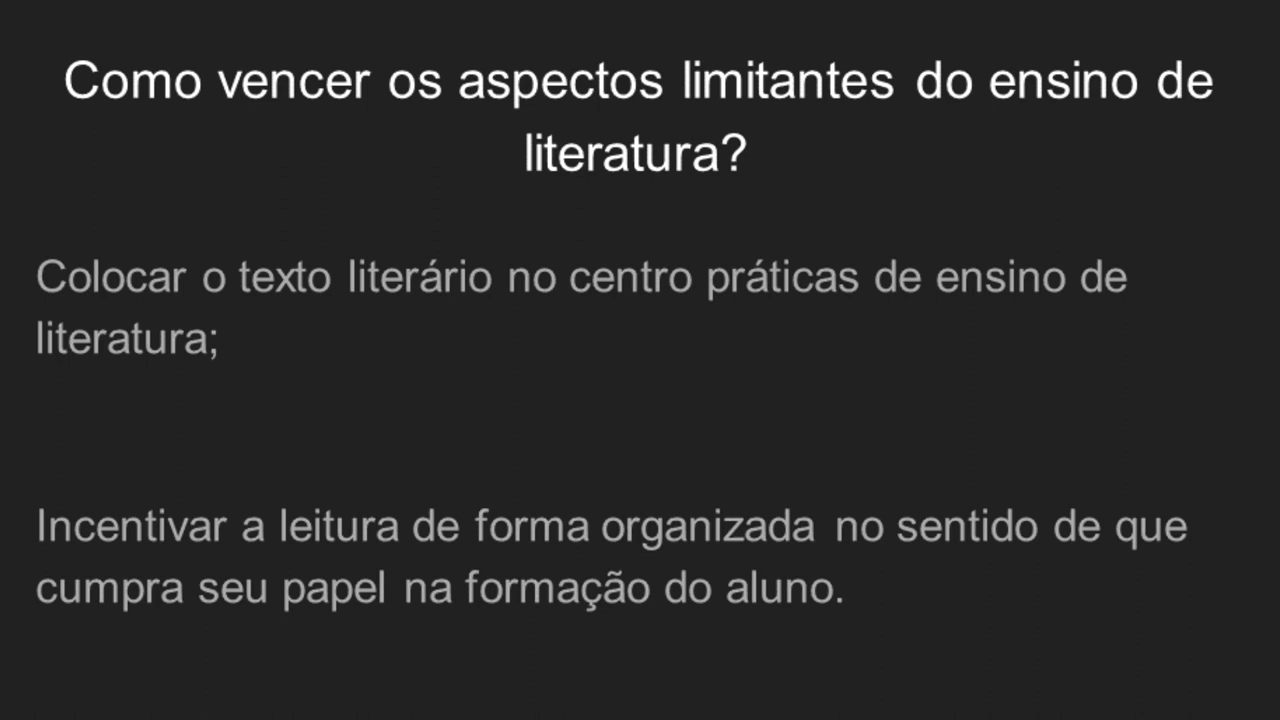 Como vencer os aspectos limitantes do ensino de
literatura?
Colocar o texto literário no centro práticas de ensino de
literatura;
Incentivar a leitura de forma organizada no sentido de que
cumpra seu papel na formação do aluno.